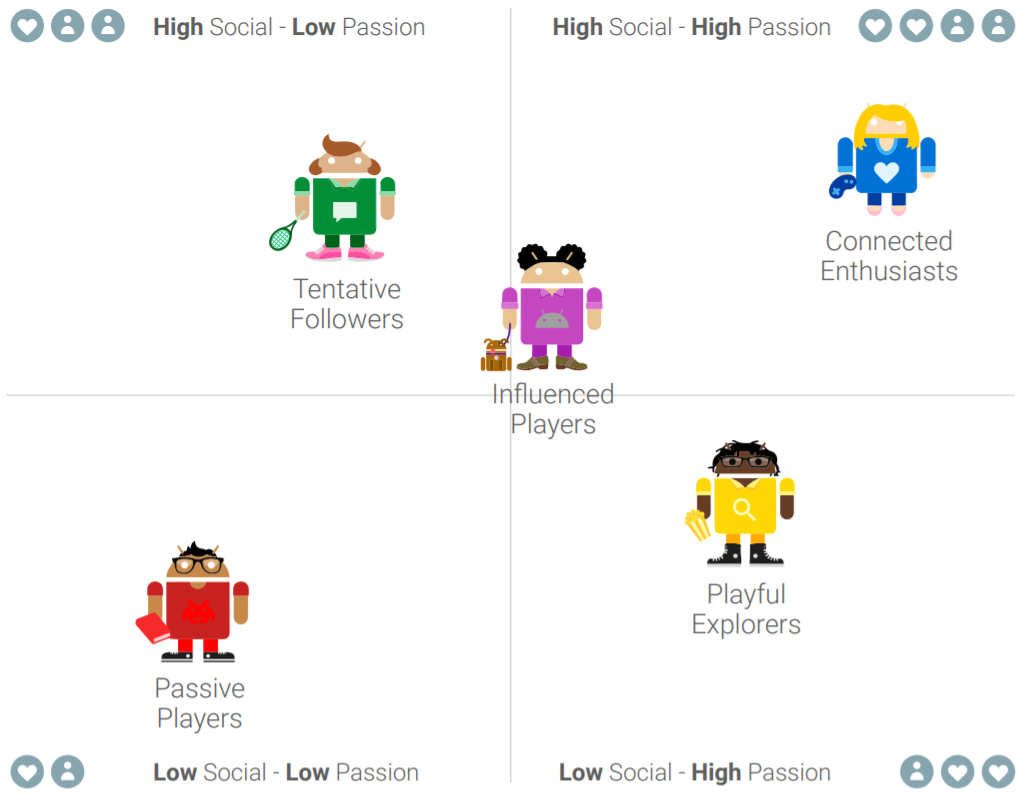 High Social - Low Passion
High Social - High Passion
Connected
Enthusiasts
Tentative
Followers
Influenced
Players
Playful
Explorers
Passive
Players
Low Social - Low Passion
Low Social - High Passion